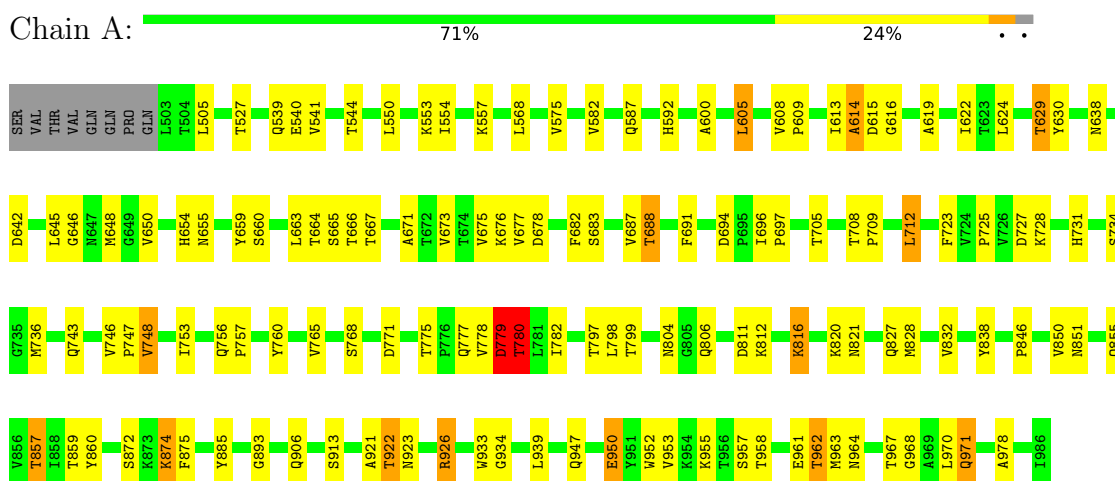 Chain A:
71% 24% • •
SER VAL THR VAL GLN GLN PRO GLN L503 T504 L505 T527 Q539 E540 V541 T544 L550 K553 I554 K557 L568 V575 V582 Q587 H592 A600 L605 V608 P609 I613 A614 D615 G616 A619 I622 T623 L624 T629 Y630 N638
D642 L645 G646 N647 M648 G649 V650 H654 N655 Y659 S660 L663 T664 S665 T666 T667 A671 T672 V673 T674 V675 K676 V677 D678 F682 S683 V687 T688 F691 D694 P695 I696 P697 T705 T708 P709 L712 F723 V724 P725 V726 D727 K728 H731 S734
G735 M736 Q743 V746 P747 V748 I753 Q756 P757 Y760 V765 S768 D771 T775 P776 Q777 V778 D779 T780 L781 I782 T797 L798 T799 N804 G805 Q806 D811 K812 K816 K820 N821 Q827 M828 V832 Y838 P846 V850 N851
V856 T857 I858 T859 Y860 S872 K873 K874 F875 Y885 G893 Q906 S913 A921 T922 N923 R926 W933 G934 L939 Q947 E950 Y951 W952 V953 K954 K955 T956 S957 T958 E961 T962 M963 N964 T967 G968 A969 L970 Q971 A978 I986